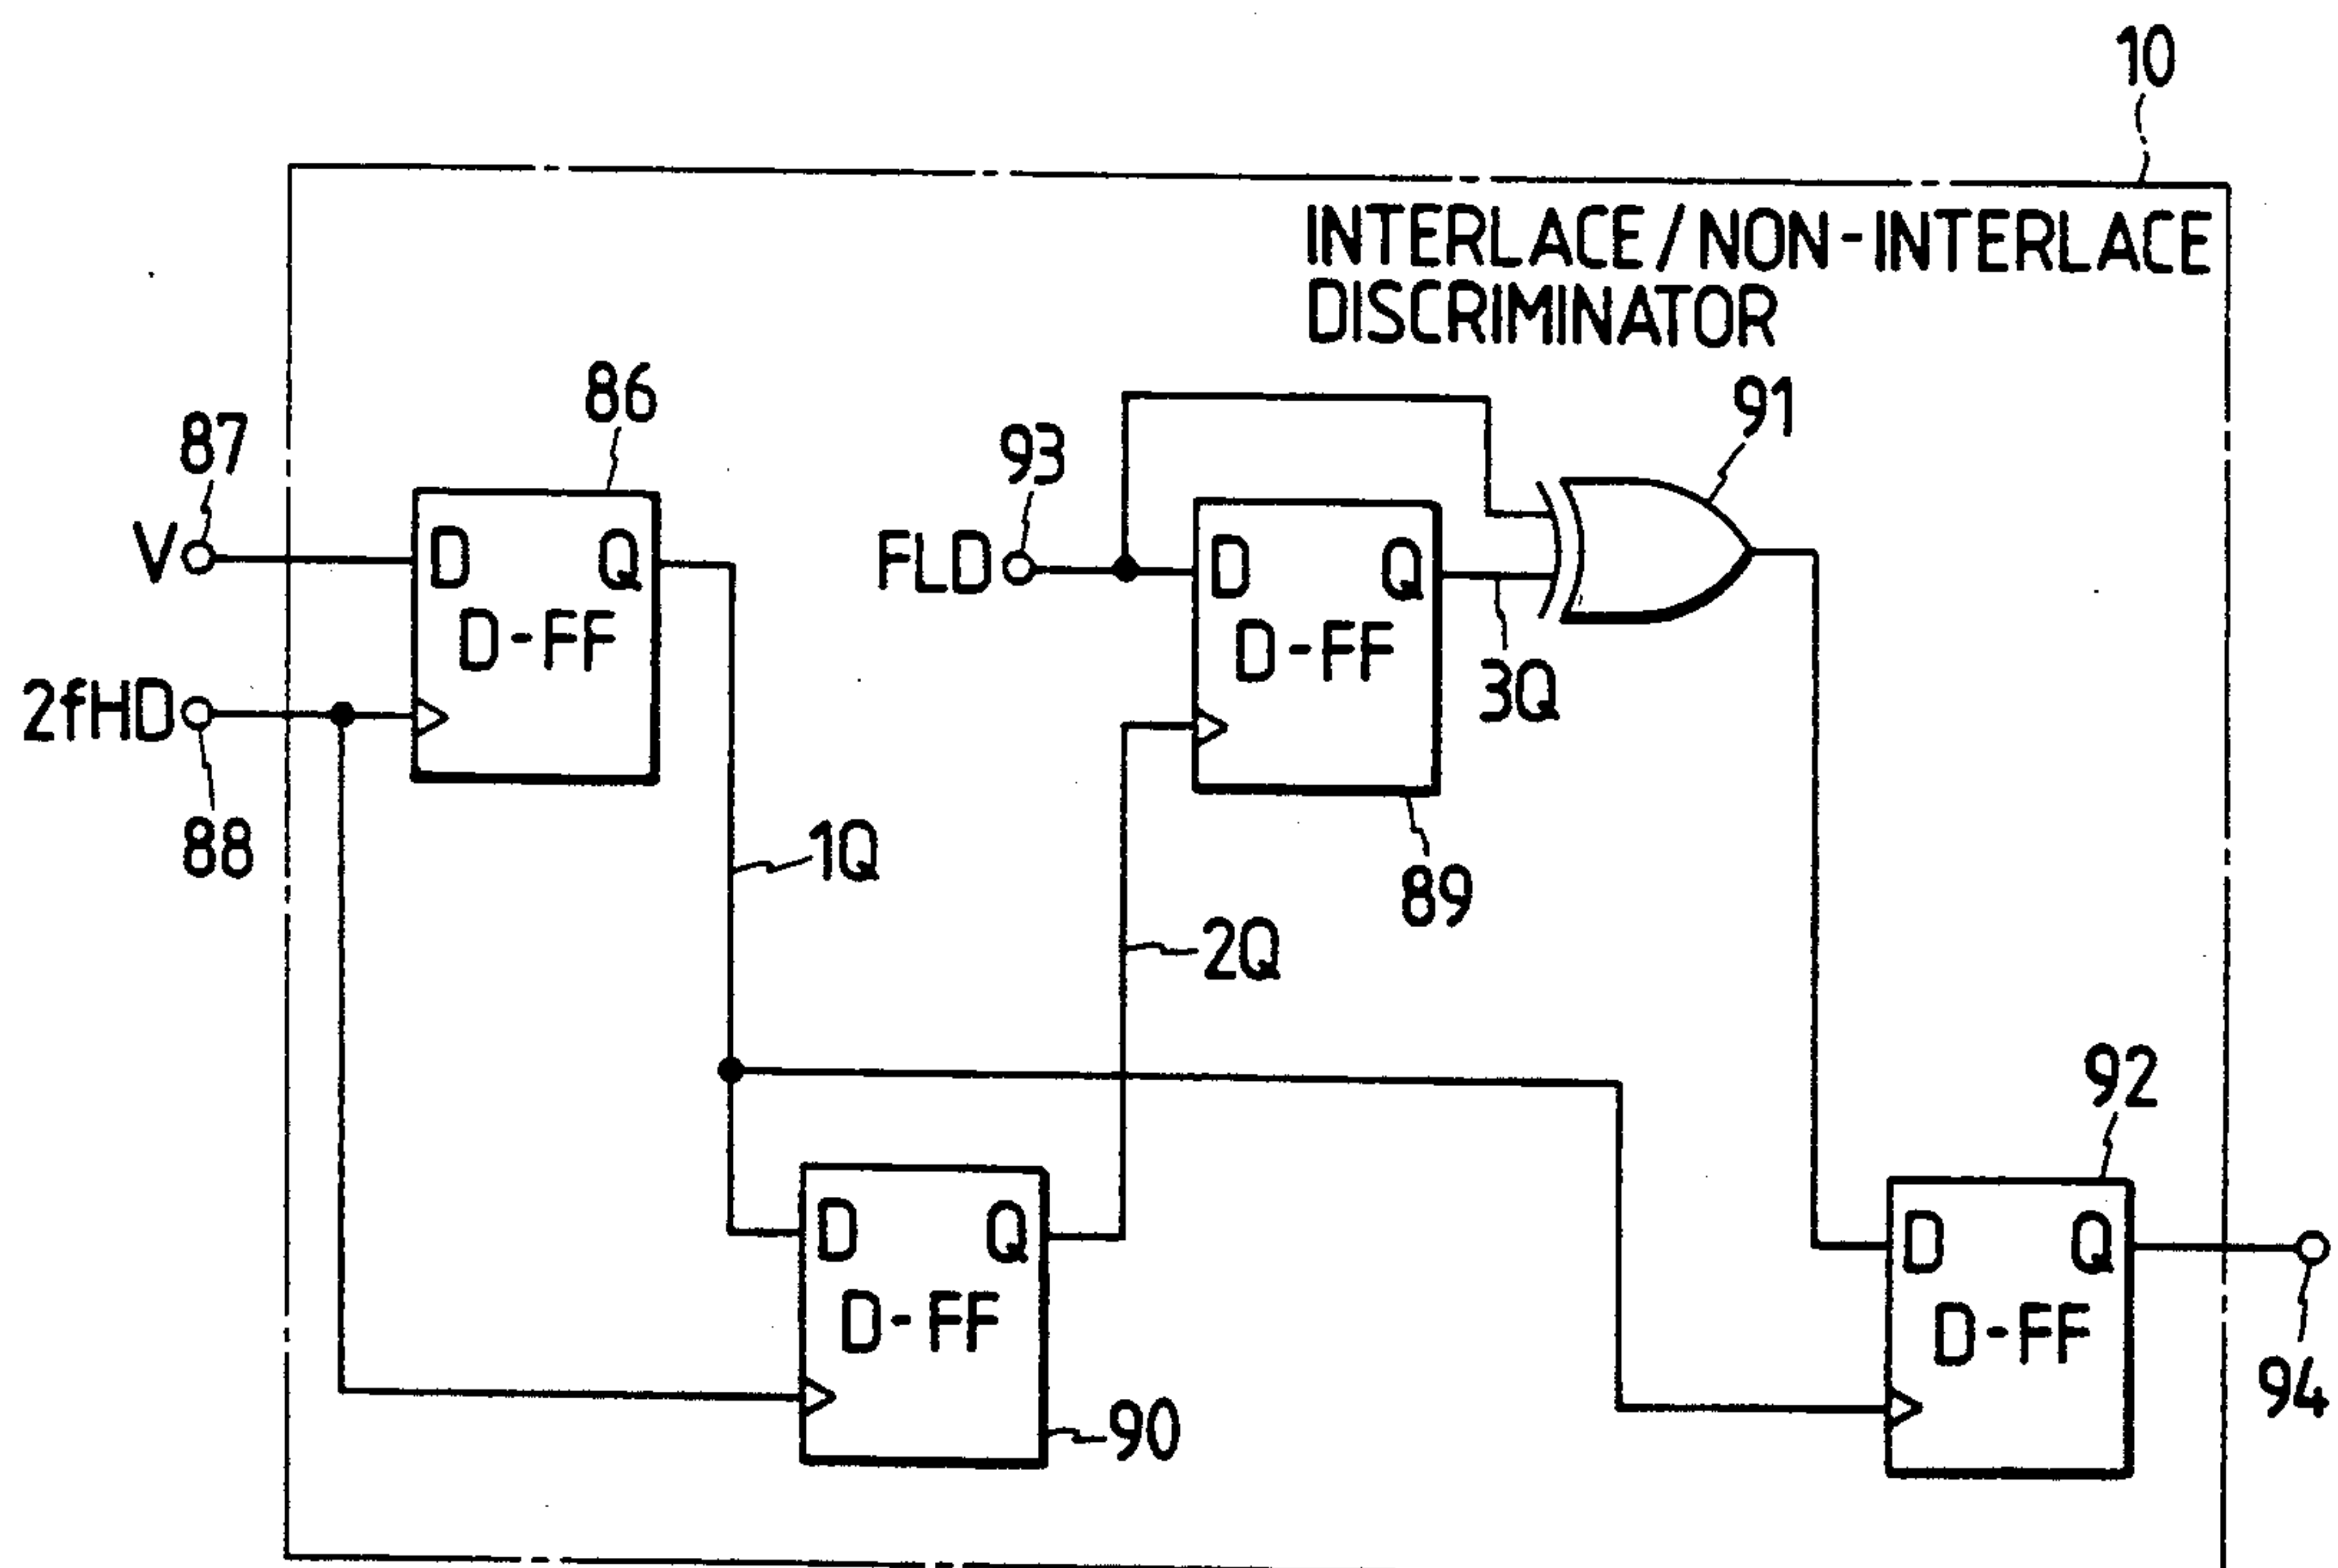 10
INTERLACE/NON-INTERLACE
DISCRIMINATOR
86
91
87
93
V
D Q
D-FF
FLD
D Q
D-FF
3Q
2fHD
88
1Q
89
2Q
92
D Q
D-FF
90
D Q
D-FF
94